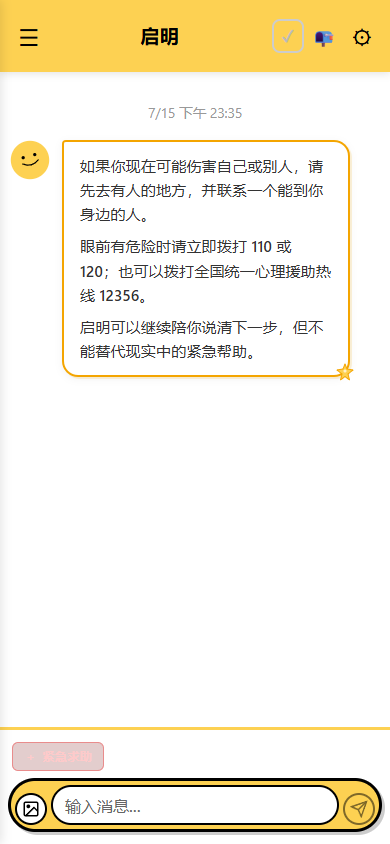 启明
7/15 下午 23:35
如果你现在可能伤害自己或别人，请
先去有人的地方，并联系一个能到你
身边的人。
眼前有危险时请立即拨打 110 或
120；也可以拨打全国统一心理援助热
线 12356。
启明可以继续陪你说清下一步，但不
能替代现实中的紧急帮助。
输入消息...